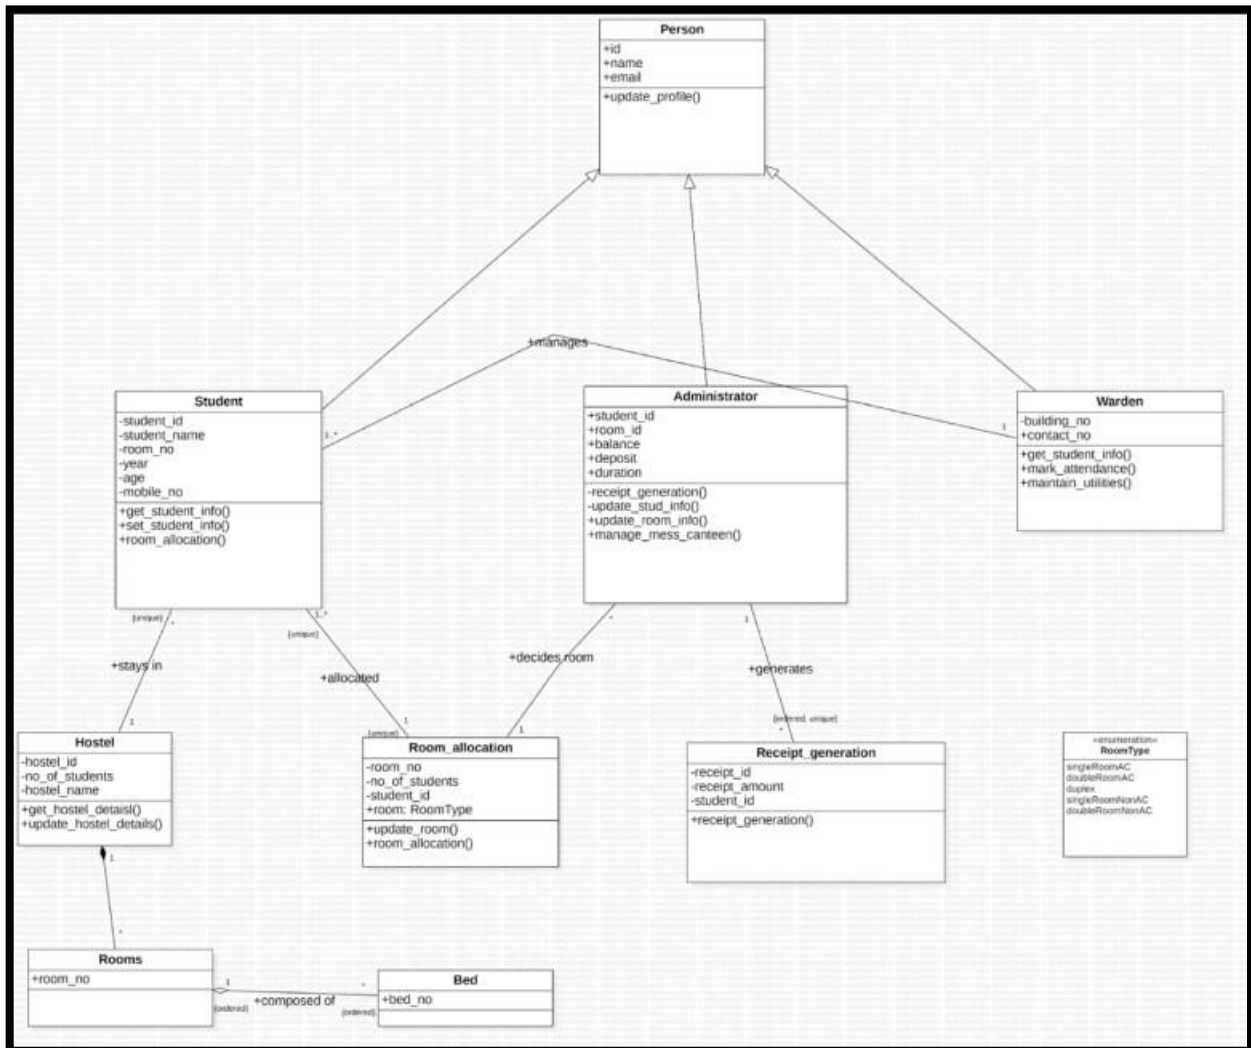 Person
+id
+name
+email
+update_profile()
+manages
Student
-student_id
-student_name
-room_no
-year
-age
-mobile_no
+get_student_info()
+set_student_info()
+room_allocation()
1..*
Administrator
+student_id
+room_id
+balance
+deposit
+duration
-receipt_generation()
-update_stud_info()
+update_room_info()
+manage_mess_canteen()
1
Warden
-building_no
+contact_no
+get_student_info()
+mark_attendance()
+maintain_utilities()
{unique}
*
+stays in
1
1..*
{unique}
+allocated
1
{unique}
*
+decides room
1
1
+generates
{ordered, unique}
*
Hostel
-hostel_id
-no_of_students
-hostel_name
+get_hostel_detaisl()
+update_hostel_details()
Room_allocation
-room_no
-no_of_students
-student_id
+room: RoomType
+update_room()
+room_allocation()
Receipt_generation
-receipt_id
-receipt_amount
-student_id
+receipt_generation()
«enumeration»
RoomType
singleRoomAC
doubleRoomAC
duplex
singleRoomNonAC
doubleRoomNonAC
1
*
Rooms
+room_no
1
{ordered}
+composed of
*
{ordered}
Bed
+bed_no